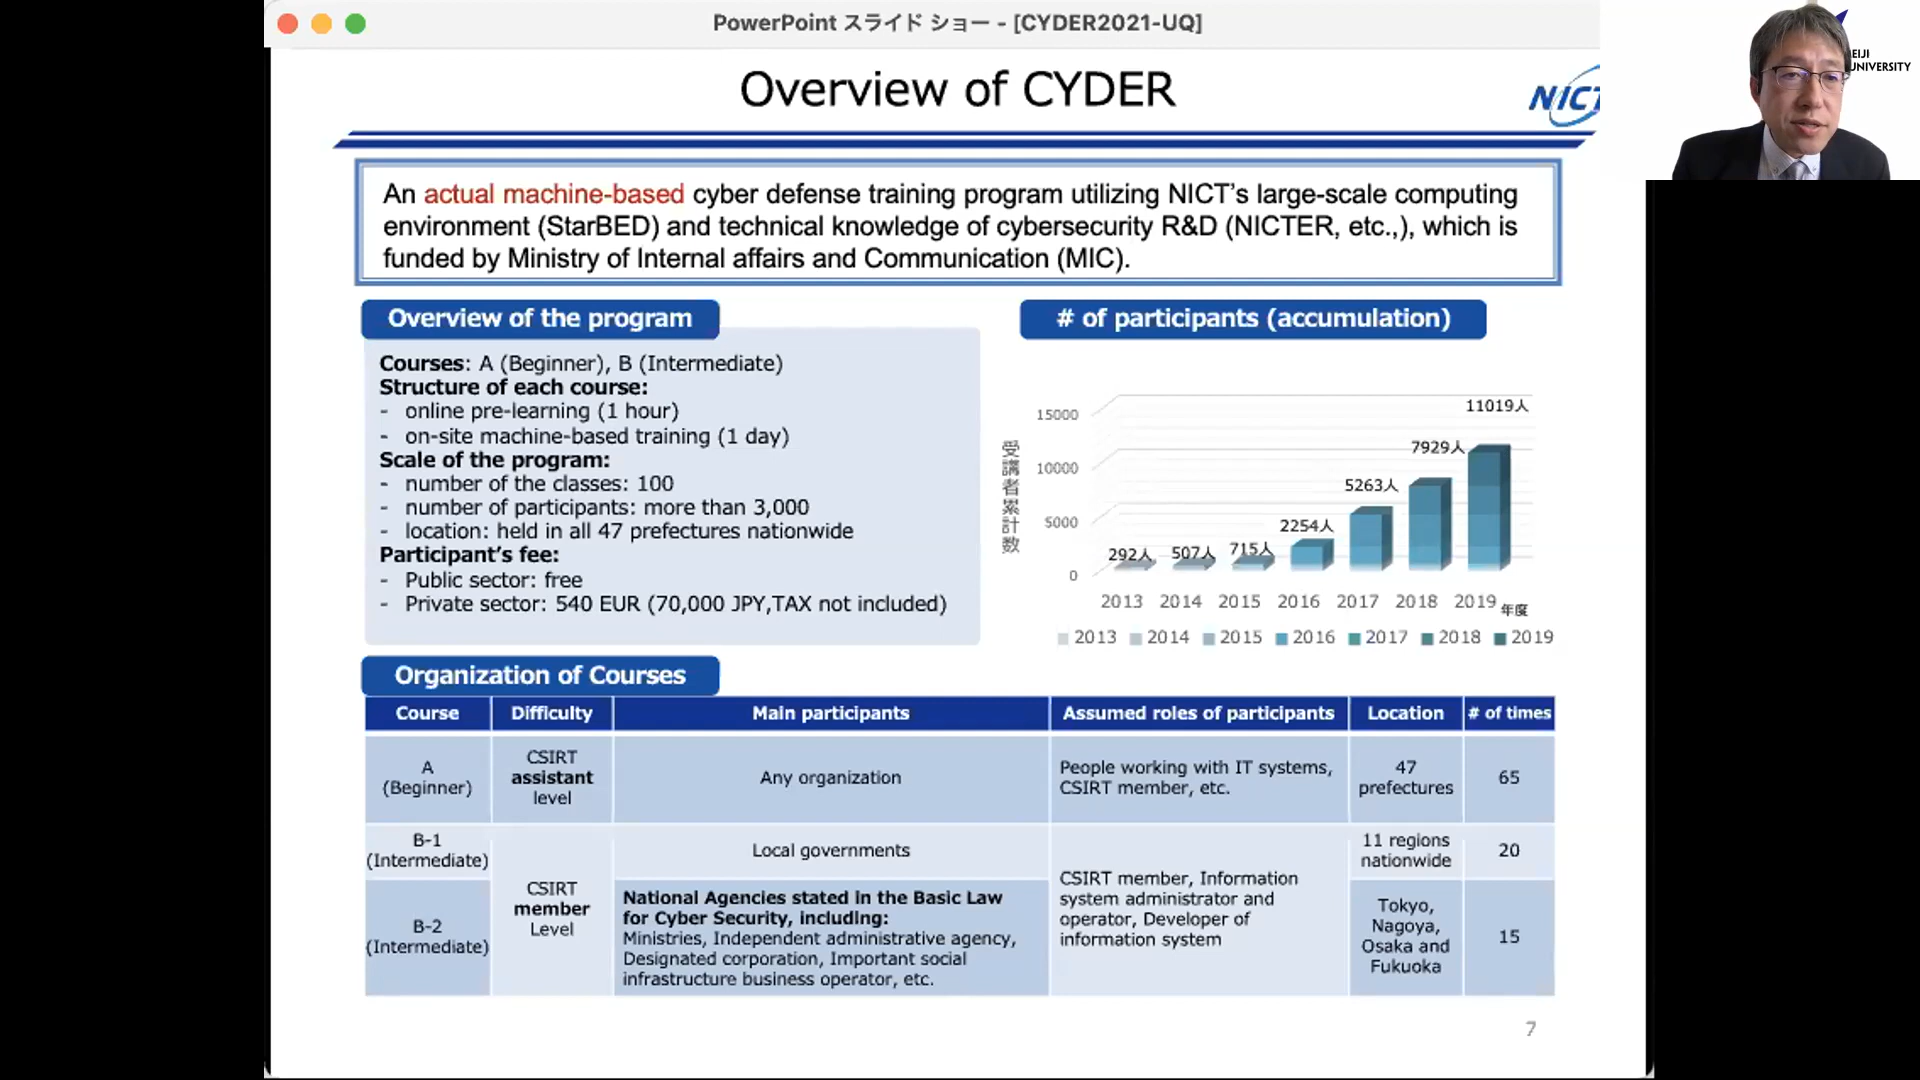 PowerPoint スライド ショー - [CYDER2021-UQ]
EIJI
UNIVERSITY
Overview of CYDER
NICT
An actual machine-based cyber defense training program utilizing NICT’s large-scale computing
environment (StarBED) and technical knowledge of cybersecurity R&D (NICTER, etc.,), which is
funded by Ministry of Internal affairs and Communication (MIC).
Overview of the program
Courses: A (Beginner), B (Intermediate)
Structure of each course:
- online pre-learning (1 hour)
- on-site machine-based training (1 day)
Scale of the program:
- number of the classes: 100
- number of participants: more than 3,000
- location: held in all 47 prefectures nationwide
Participant’s fee:
- Public sector: free
- Private sector: 540 EUR (70,000 JPY,TAX not included)
# of participants (accumulation)
受講者累計数
15000
10000
5000
0
292人
507人
715人
2254人
5263人
7929人
11019人
2013 2014 2015 2016 2017 2018 2019 年度
2013 2014 2015 2016 2017 2018 2019
Organization of Courses
Course Difficulty Main participants Assumed roles of participants Location # of times
A
(Beginner)
CSIRT
assistant
level
Any organization
People working with IT systems,
CSIRT member, etc.
47
prefectures
65
B-1
(Intermediate)
CSIRT
member
Level
Local governments
CSIRT member, Information
system administrator and
operator, Developer of
information system
11 regions
nationwide
20
B-2
(Intermediate)
National Agencies stated in the Basic Law
for Cyber Security, including:
Ministries, Independent administrative agency,
Designated corporation, Important social
infrastructure business operator, etc.
Tokyo,
Nagoya,
Osaka and
Fukuoka
15
7